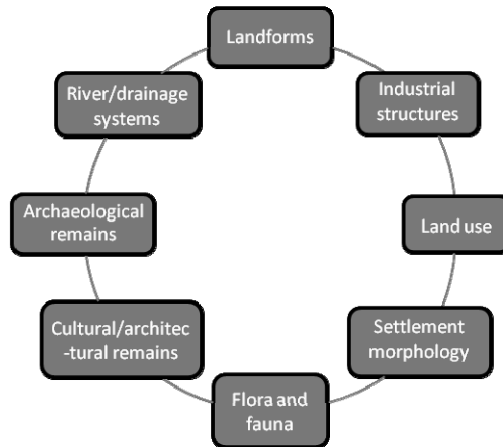 Landforms
Industrial
structures
Land use
Settlement
morphology
Flora and
fauna
Cultural/architec
-tural remains
Archaeological
remains
River/drainage
systems